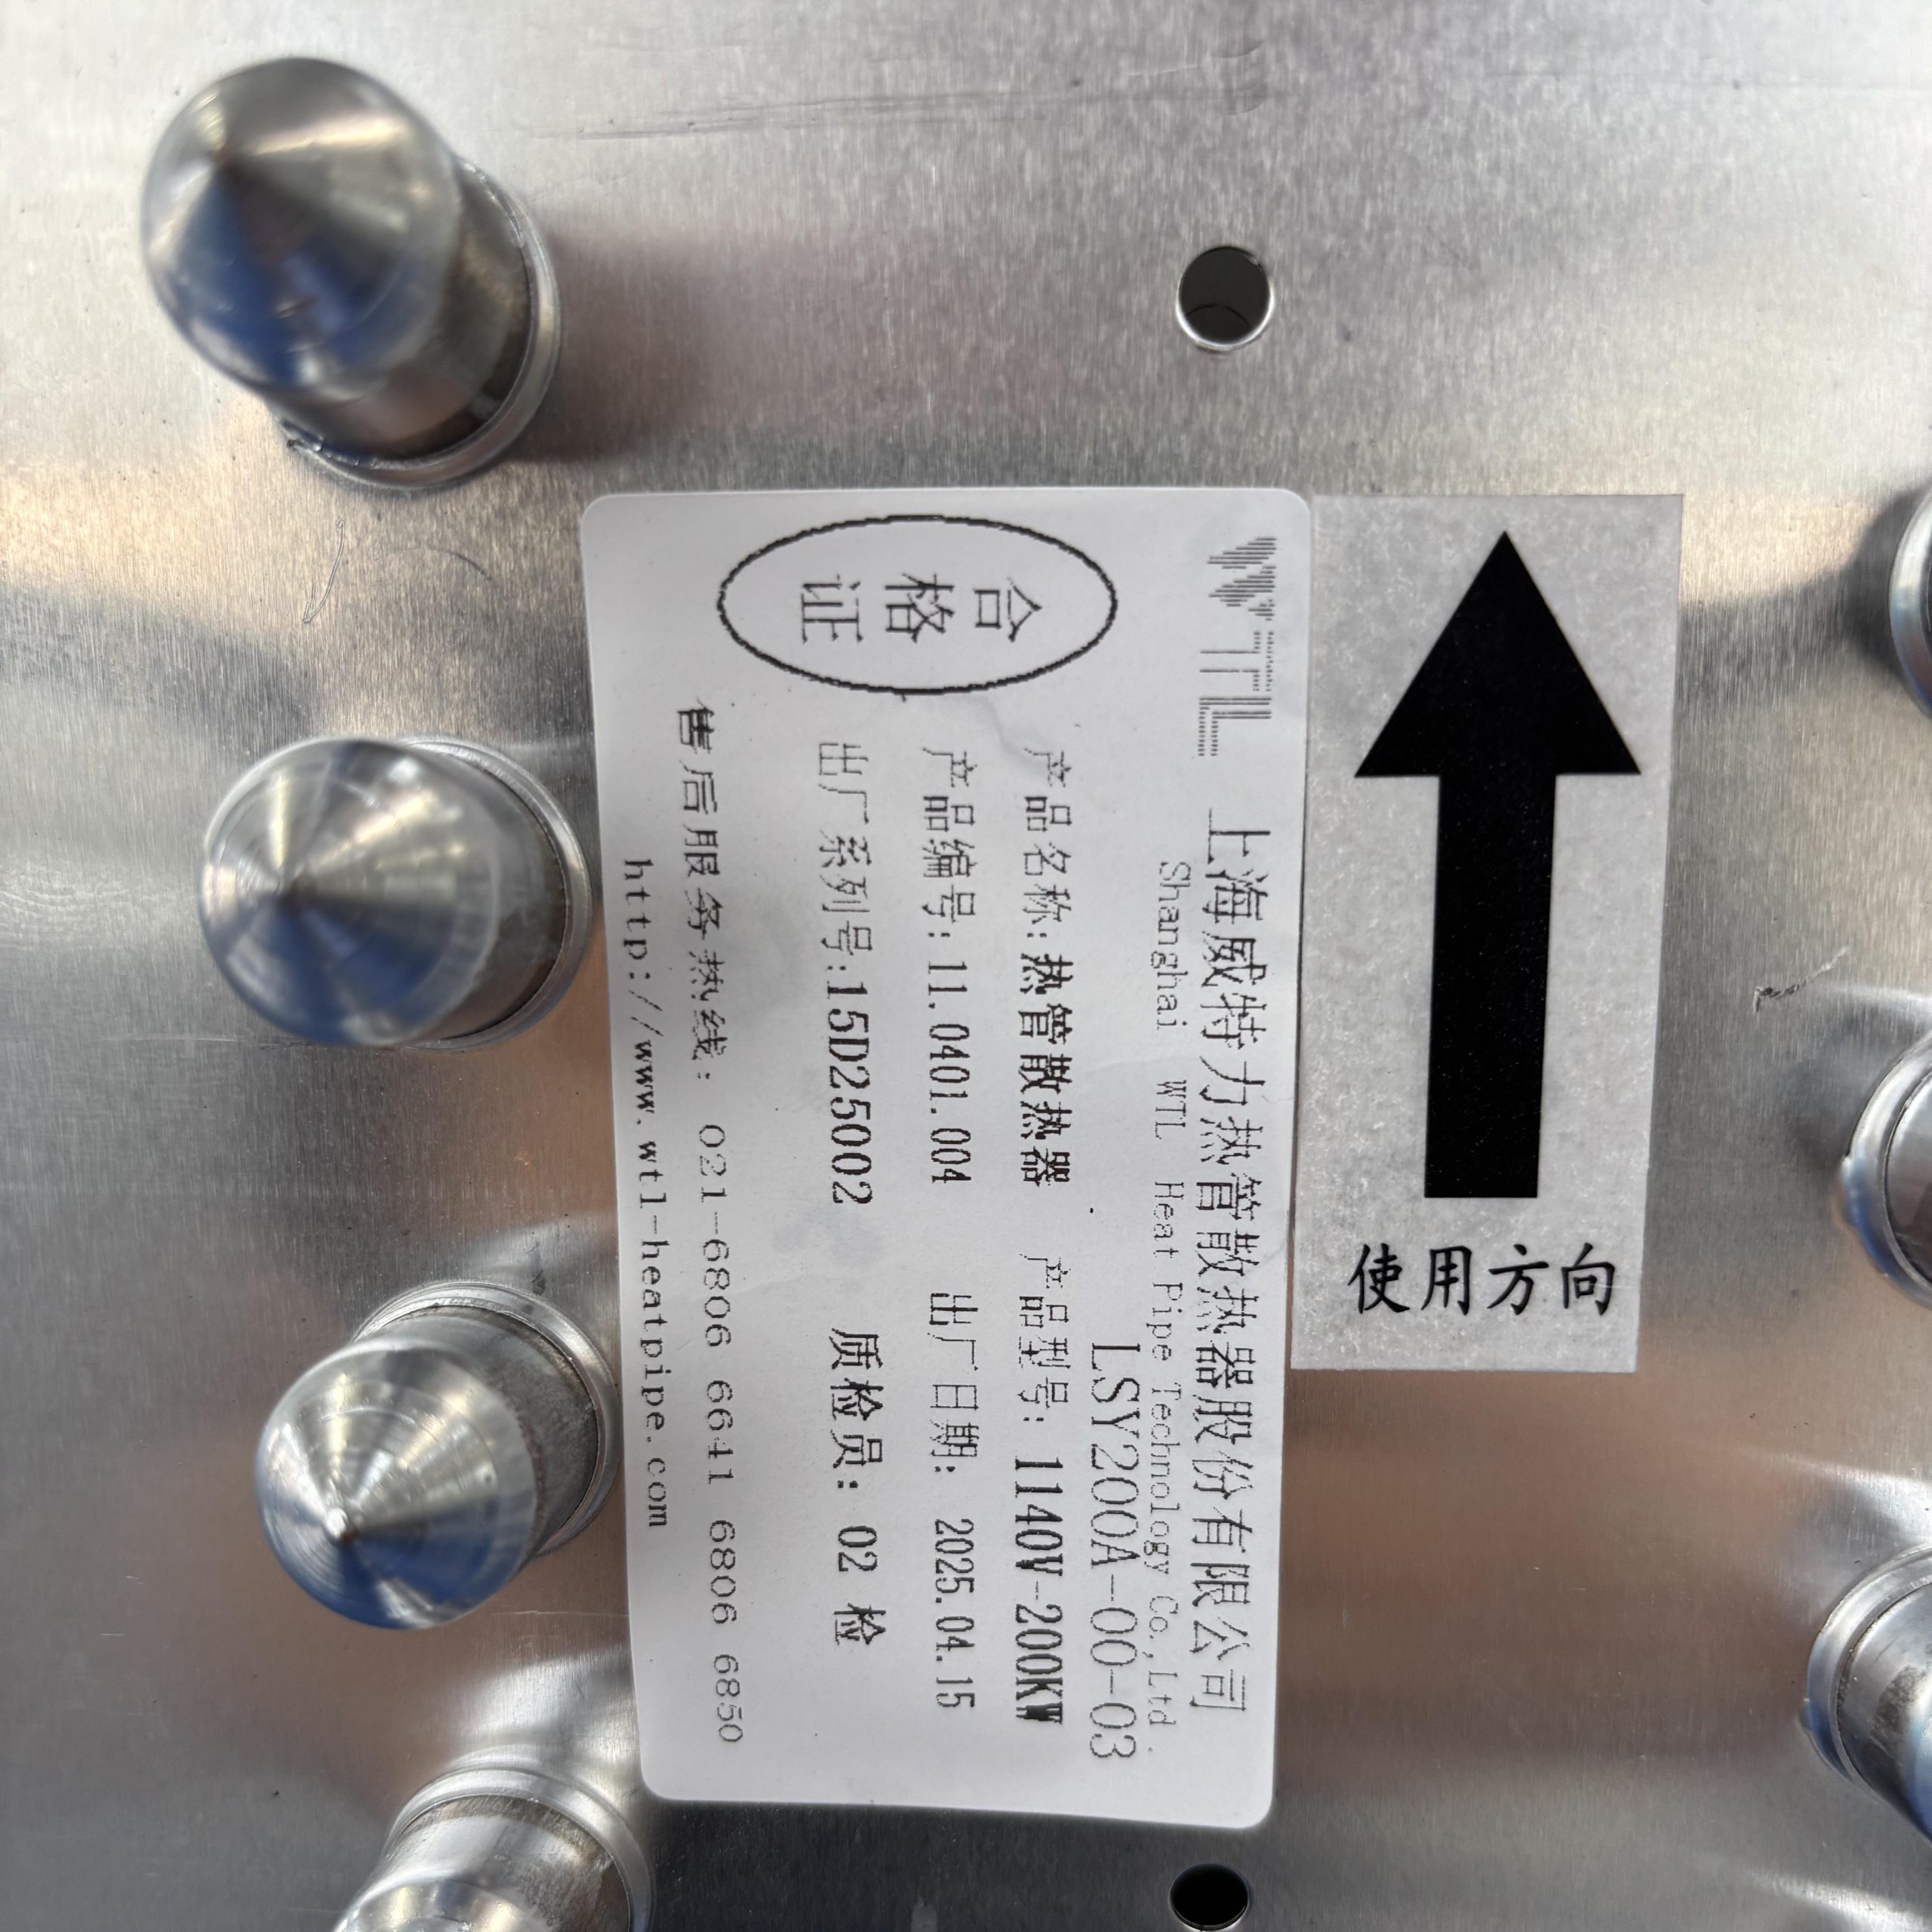 WTL 上海威特力热管散热器股份有限公司
Shanghai WTL Heat Pipe Technology Co.,Ltd.
LSY200A-00-03
合格证
产品名称: 热管散热器 产品型号: 1140V-200KW
产品编号: 11.0401.004 出厂日期: 2025.04.15
出厂系列号:15D25002 质检员: 02 检
售后服务热线: 021-6806 6641 6806 6850
http://www.wtl-heatpipe.com
使用方向